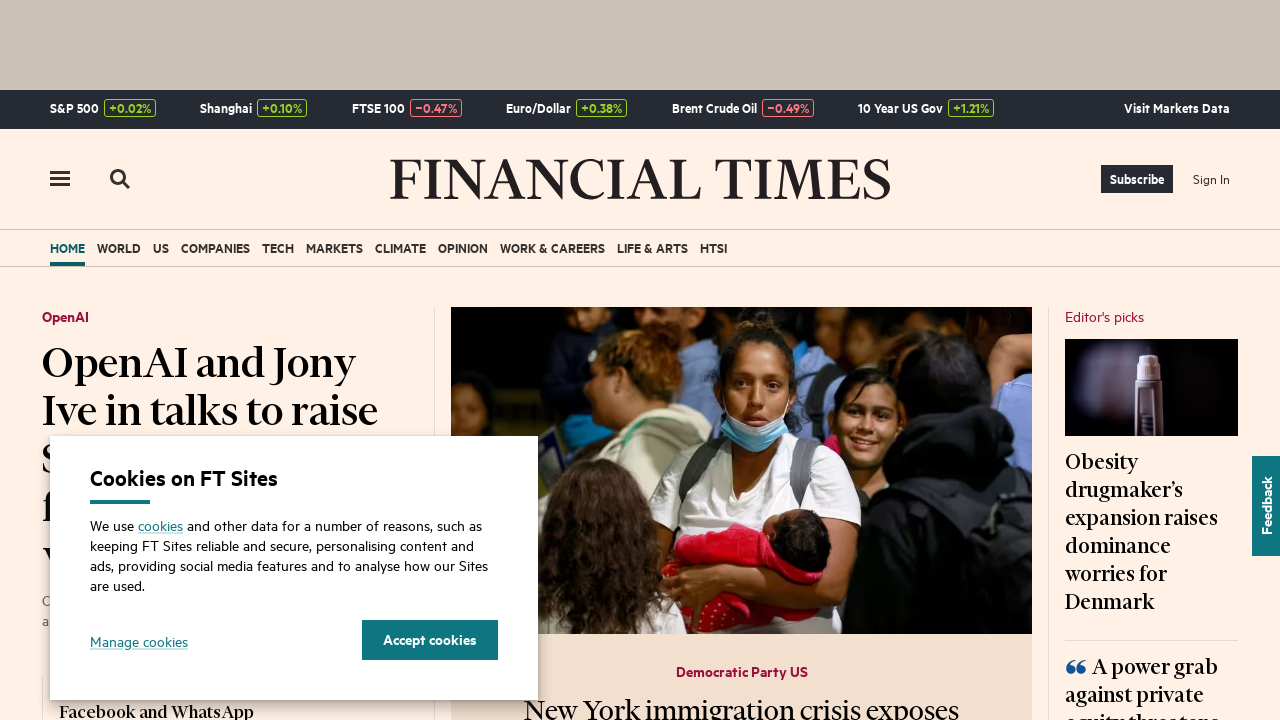 S&P 500 +0.02% Shanghai +0.10% FTSE 100 −0.47% Euro/Dollar +0.38% Brent Crude Oil −0.49% 10 Year US Gov +1.21% Visit Markets Data
FINANCIAL TIMES
Subscribe Sign In
HOME WORLD US COMPANIES TECH MARKETS CLIMATE OPINION WORK & CAREERS LIFE & ARTS HTSI
OpenAI
OpenAI and Jony
Ive in talks to raise
Cookies on FT Sites
We use cookies and other data for a number of reasons, such as
keeping FT Sites reliable and secure, personalising content and
ads, providing social media features and to analyse how our Sites
are used.
Manage cookies
Accept cookies
Facebook and WhatsApp
Democratic Party US
New York immigration crisis exposes
Editor's picks
Obesity
drugmaker’s
expansion raises
dominance
worries for
Denmark
“ A power grab
against private
equity threatens
Feedback